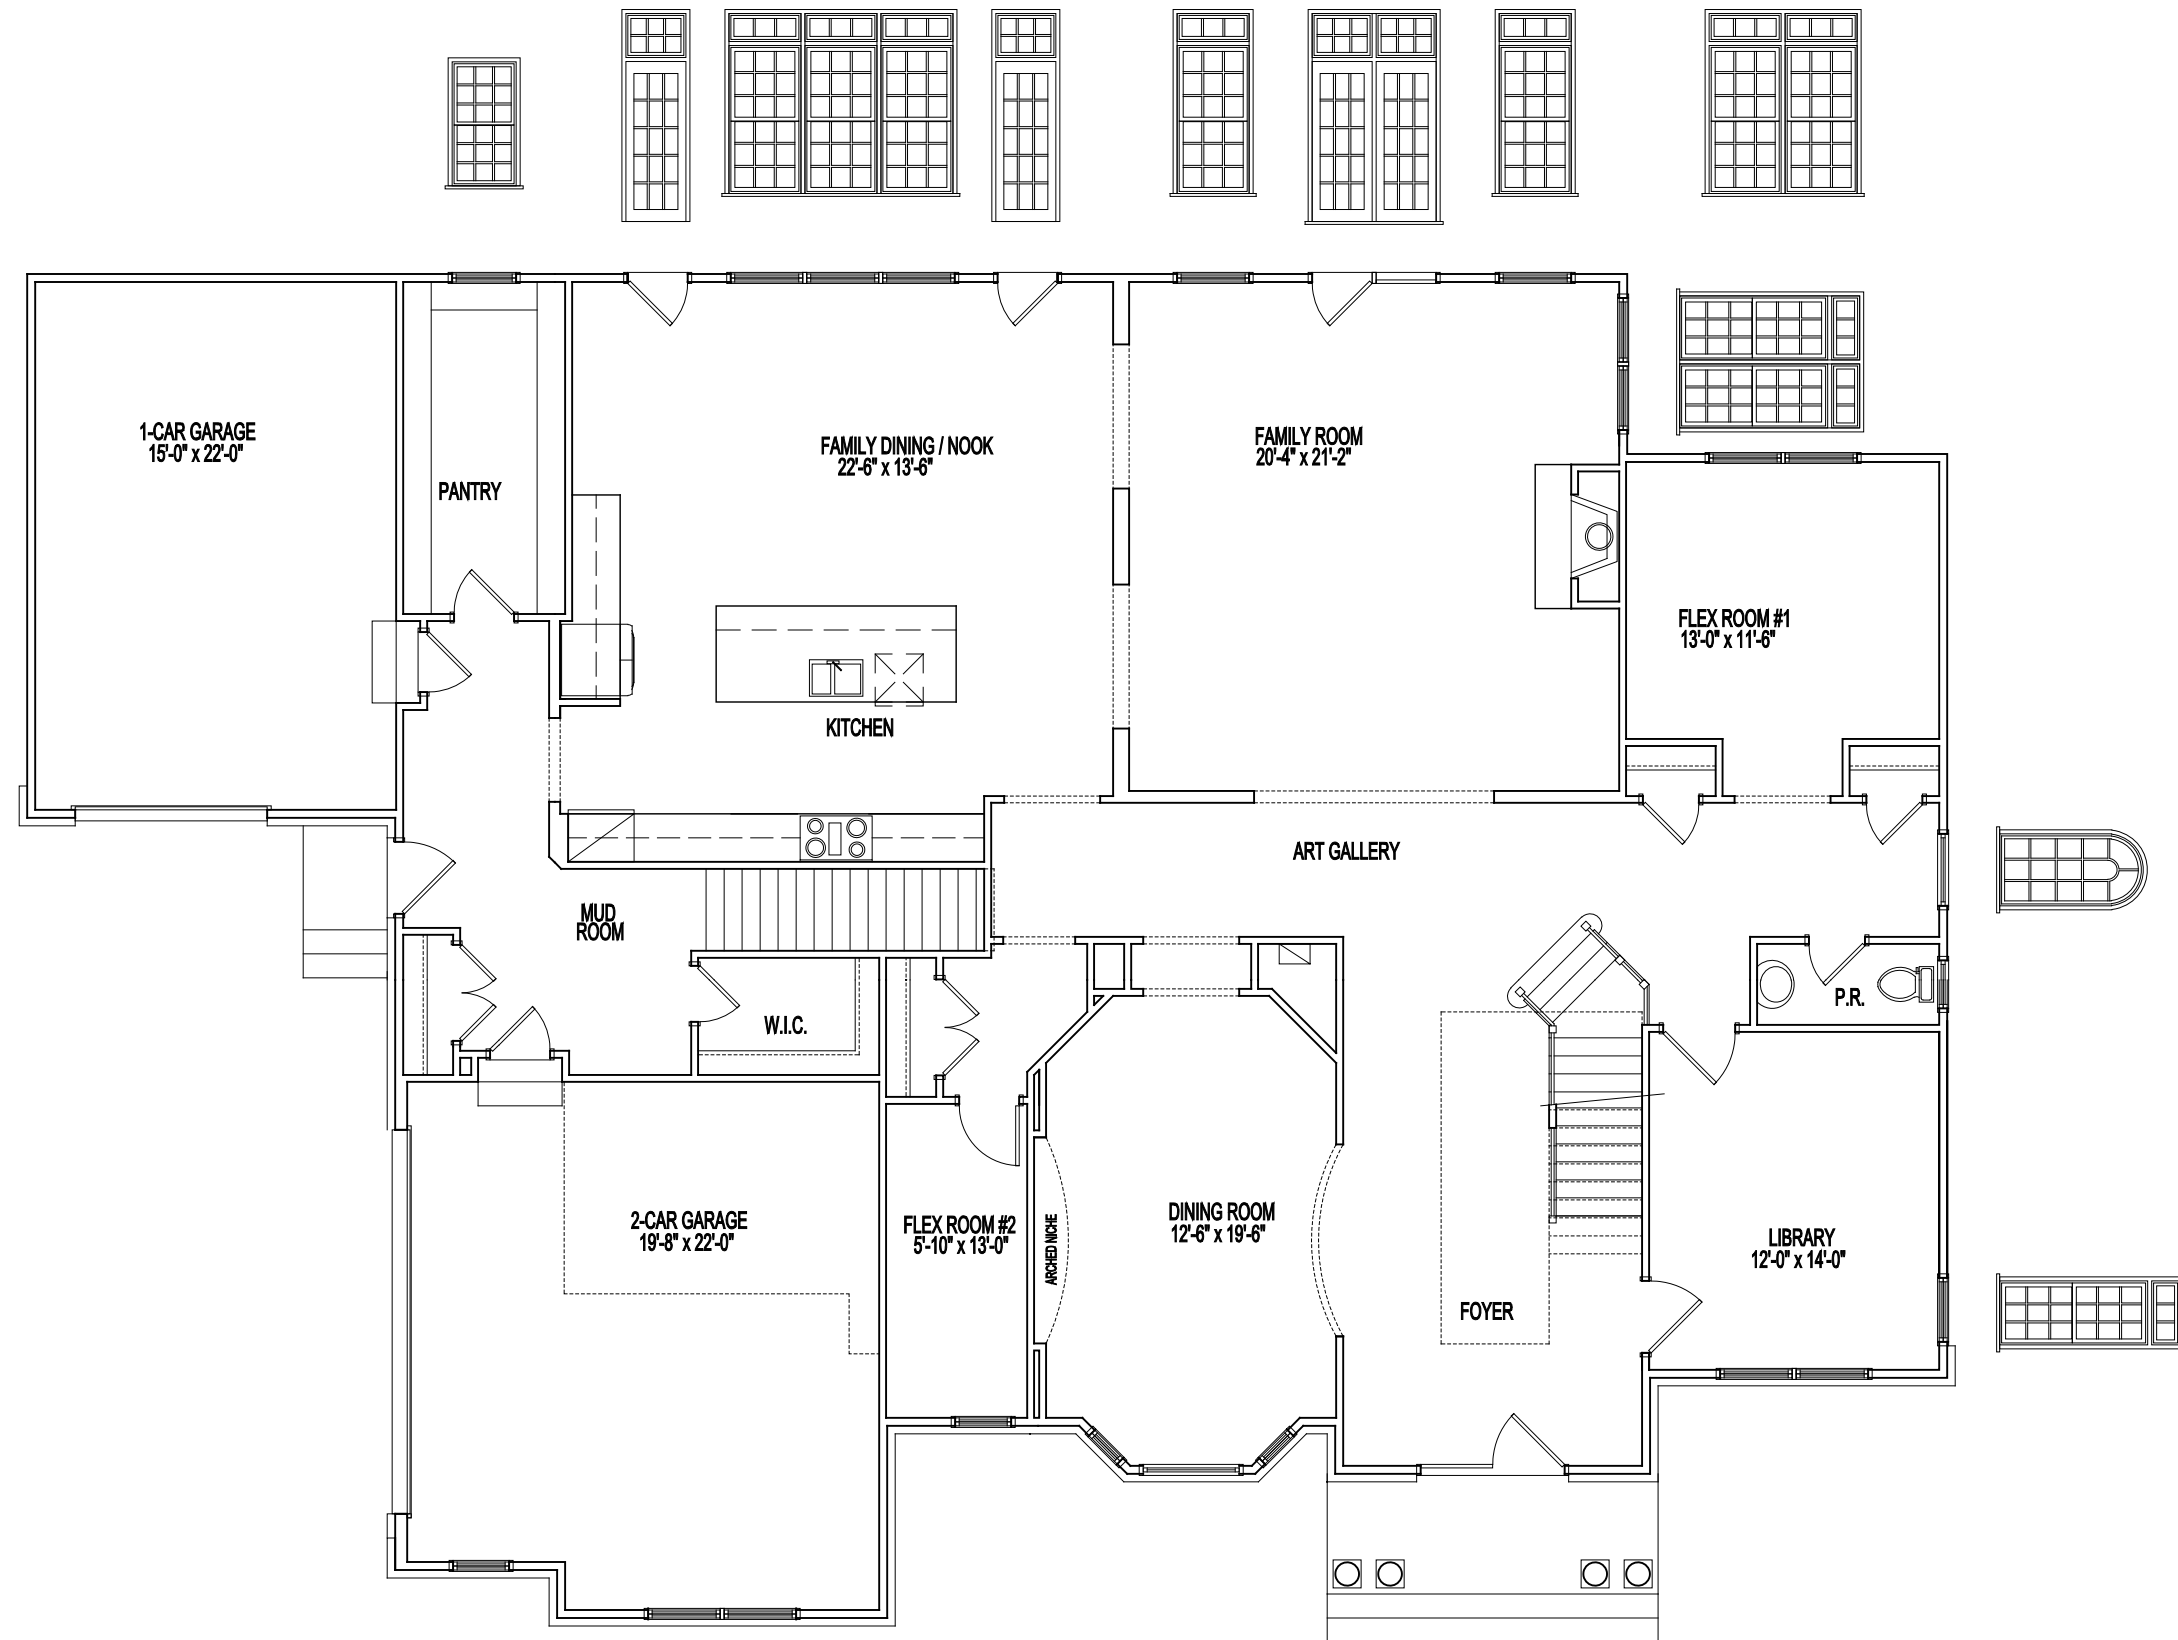 1-CAR GARAGE
15'-0" x 22'-0"
PANTRY
FAMILY DINING / NOOK
22'-6" x 13'-6"
FAMILY ROOM
20'-4" x 21'-2"
FLEX ROOM #1
13'-0" x 11'-6"
KITCHEN
ART GALLERY
MUD
ROOM
W.I.C.
P.R.
2-CAR GARAGE
19'-8" x 22'-0"
FLEX ROOM #2
5'-10" x 13'-0"
ARCHED NICHE
DINING ROOM
12'-6" x 19'-6"
FOYER
LIBRARY
12'-0" x 14'-0"